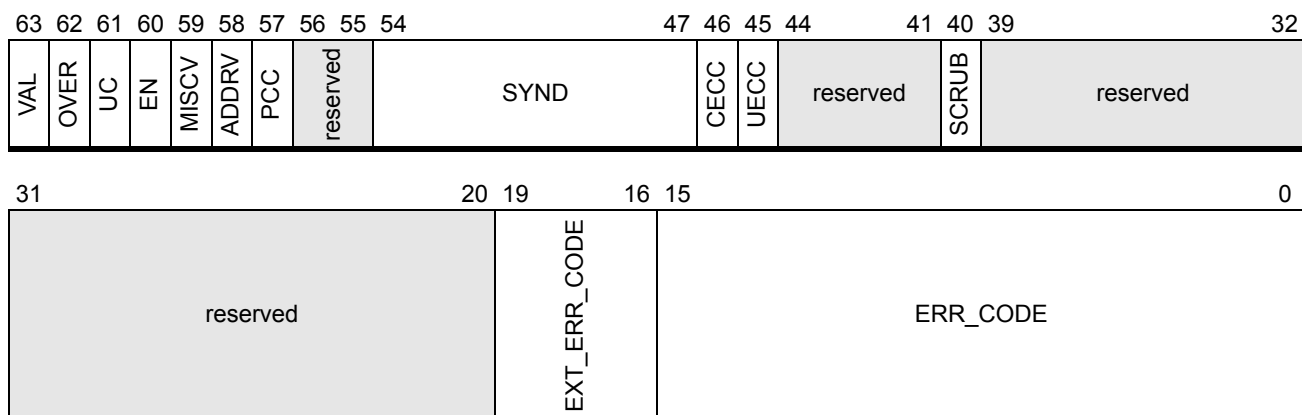 63 62 61 60 59 58 57 56 55 54 47 46 45 44 41 40 39 32
VAL OVER UC EN MISCV ADDRV PCC reserved SYND CECC UECC reserved SCRUB reserved
31 20 19 16 15 0
reserved EXT_ERR_CODE ERR_CODE